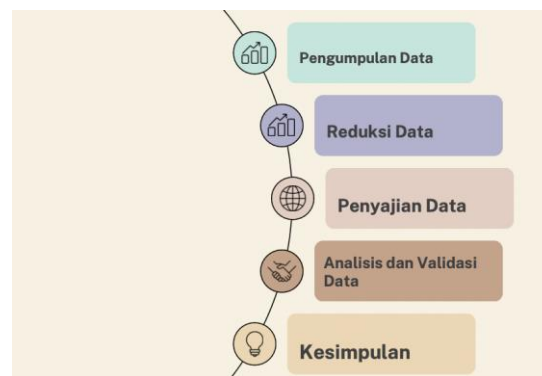 Pengumpulan Data
Reduksi Data
Penyajian Data
Analisis dan Validasi
Data
Kesimpulan